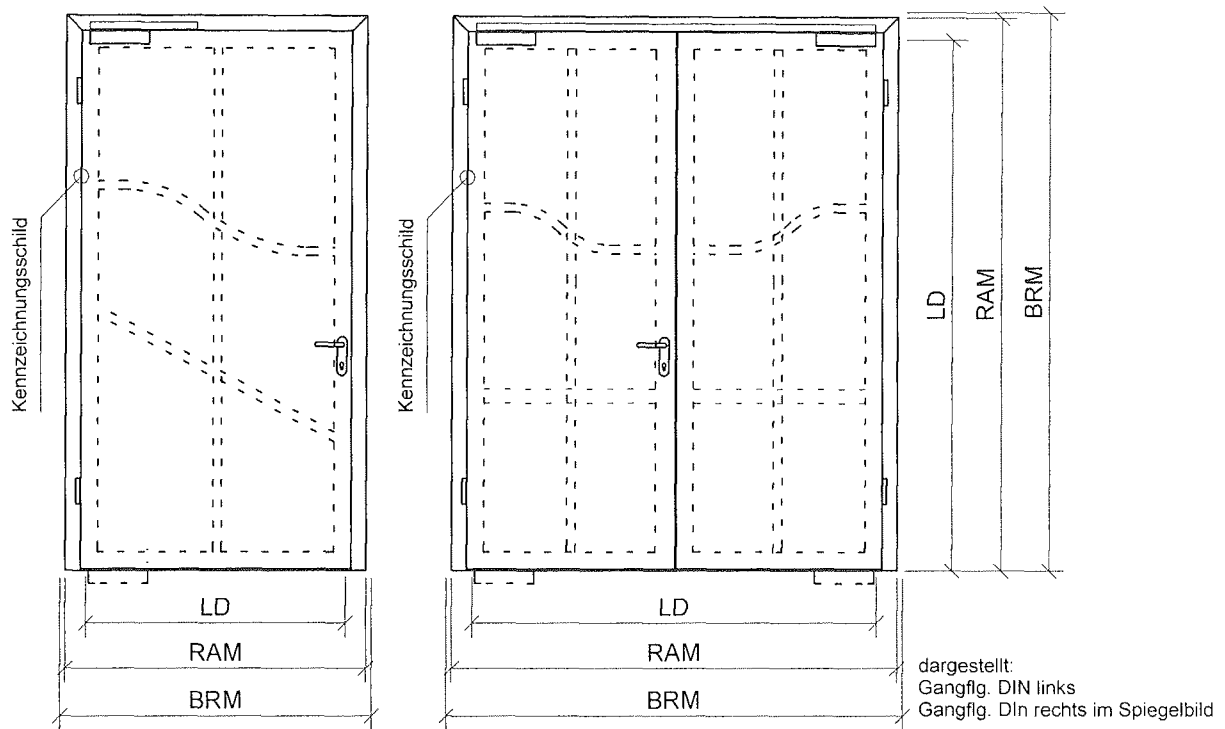 Kennzeichnungsschild
Kennzeichnungsschild
LD
RAM
BRM
LD
RAM
BRM
LD
RAM
BRM
dargestellt:
Gangflg. DIN links
Gangflg. DIn rechts im Spiegelbild